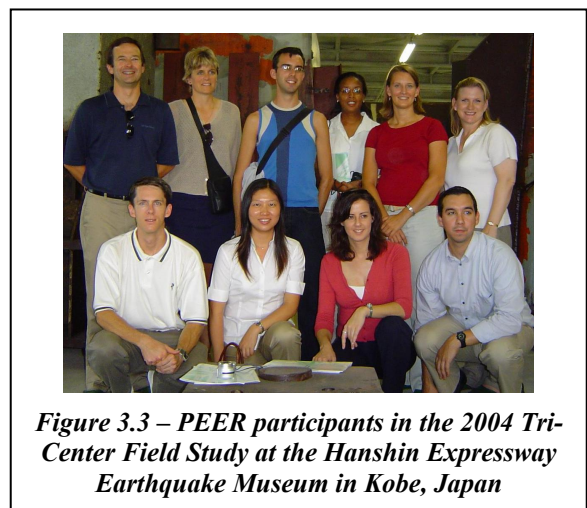 Figure 3.3 – PEER participants in the 2004 Tri-
Center Field Study at the Hanshin Expressway
Earthquake Museum in Kobe, Japan